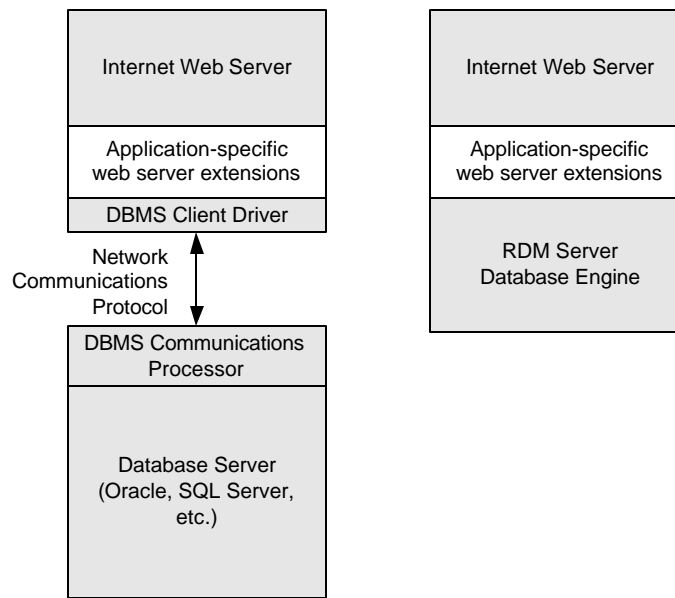 Internet Web Server
Application-specific
web server extensions
DBMS Client Driver
Network
Communications
Protocol
DBMS Communications
Processor
Database Server
(Oracle, SQL Server,
etc.)
Internet Web Server
Application-specific
web server extensions
RDM Server
Database Engine